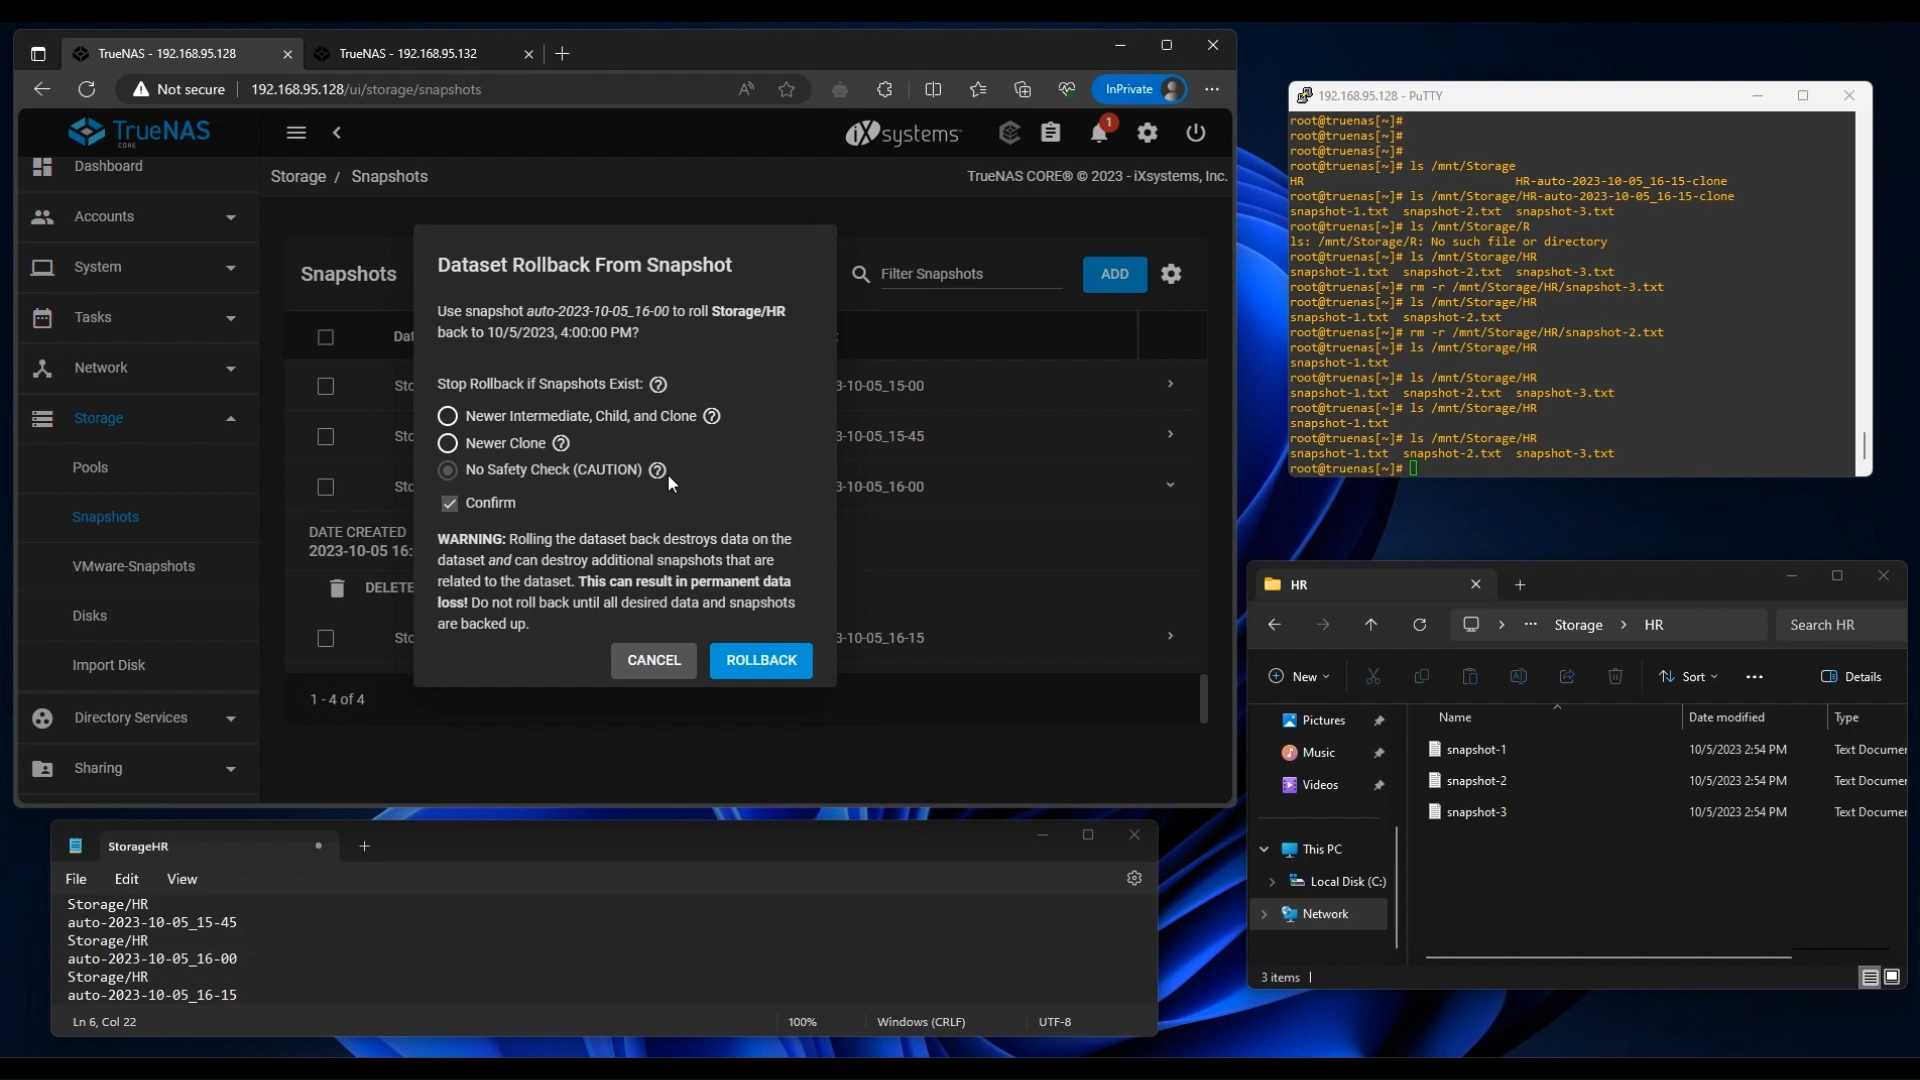 TrueNAS - 192.168.95.128
TrueNAS - 192.168.95.132
Not secure
192.168.95.128/ui/storage/snapshots
InPrivate
TrueNAS
CORE
iXsystems
1
Storage / Snapshots
TrueNAS CORE® © 2023 - iXsystems, Inc.
Dashboard
Accounts
System
Tasks
Network
Storage
Pools
Snapshots
VMware-Snapshots
Disks
Import Disk
Directory Services
Sharing
Snapshots
Filter Snapshots
ADD
Dat
Sto
3-10-05_15-00
Sto
3-10-05_15-45
Sto
3-10-05_16-00
DATE CREATED
2023-10-05 16:
DELETE
Sto
3-10-05_16-15
1 - 4 of 4
Dataset Rollback From Snapshot
Use snapshot auto-2023-10-05_16-00 to roll Storage/HR
back to 10/5/2023, 4:00:00 PM?
Stop Rollback if Snapshots Exist:
Newer Intermediate, Child, and Clone
Newer Clone
No Safety Check (CAUTION)
Confirm
WARNING: Rolling the dataset back destroys data on the
dataset and can destroy additional snapshots that are
related to the dataset. This can result in permanent data
loss! Do not roll back until all desired data and snapshots
are backed up.
CANCEL
ROLLBACK
192.168.95.128 - PuTTY
root@truenas[~]#
root@truenas[~]#
root@truenas[~]#
root@truenas[~]# ls /mnt/Storage
HR HR-auto-2023-10-05_16-15-clone
root@truenas[~]# ls /mnt/Storage/HR-auto-2023-10-05_16-15-clone
snapshot-1.txt snapshot-2.txt snapshot-3.txt
root@truenas[~]# ls /mnt/Storage/R
ls: /mnt/Storage/R: No such file or directory
root@truenas[~]# ls /mnt/Storage/HR
snapshot-1.txt snapshot-2.txt snapshot-3.txt
root@truenas[~]# rm -r /mnt/Storage/HR/snapshot-3.txt
root@truenas[~]# ls /mnt/Storage/HR
snapshot-1.txt snapshot-2.txt
root@truenas[~]# rm -r /mnt/Storage/HR/snapshot-2.txt
root@truenas[~]# ls /mnt/Storage/HR
snapshot-1.txt
root@truenas[~]# ls /mnt/Storage/HR
snapshot-1.txt snapshot-2.txt snapshot-3.txt
root@truenas[~]# ls /mnt/Storage/HR
snapshot-1.txt
root@truenas[~]# ls /mnt/Storage/HR
snapshot-1.txt snapshot-2.txt snapshot-3.txt
root@truenas[~]#
HR
Storage > HR
Search HR
New
Sort
Details
Pictures
Music
Videos
This PC
Local Disk (C:)
Network
Name Date modified Type
snapshot-1 10/5/2023 2:54 PM Text Documen
snapshot-2 10/5/2023 2:54 PM Text Documen
snapshot-3 10/5/2023 2:54 PM Text Documen
3 items
StorageHR
File Edit View
Storage/HR
auto-2023-10-05_15-45
Storage/HR
auto-2023-10-05_16-00
Storage/HR
auto-2023-10-05_16-15
Ln 6, Col 22
100%
Windows (CRLF)
UTF-8